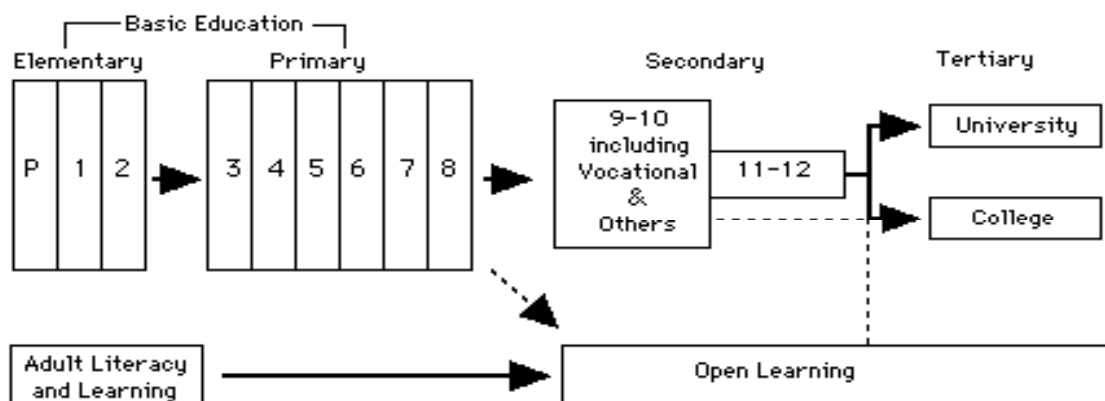 Basic Education
Elementary Primary Secondary Tertiary
P 1 2 3 4 5 6 7 8
9-10
including
Vocational
&
Others
11-12
University
College
Adult Literacy
and Learning
Open Learning